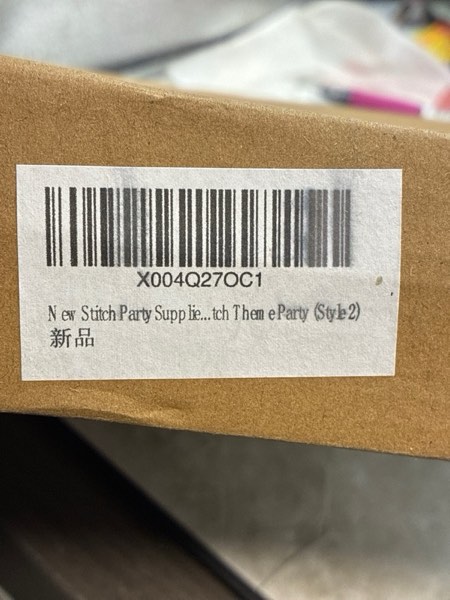 X004Q27OC1
New Stitch Party Supplie...tch Theme Party (Style 2)
新品